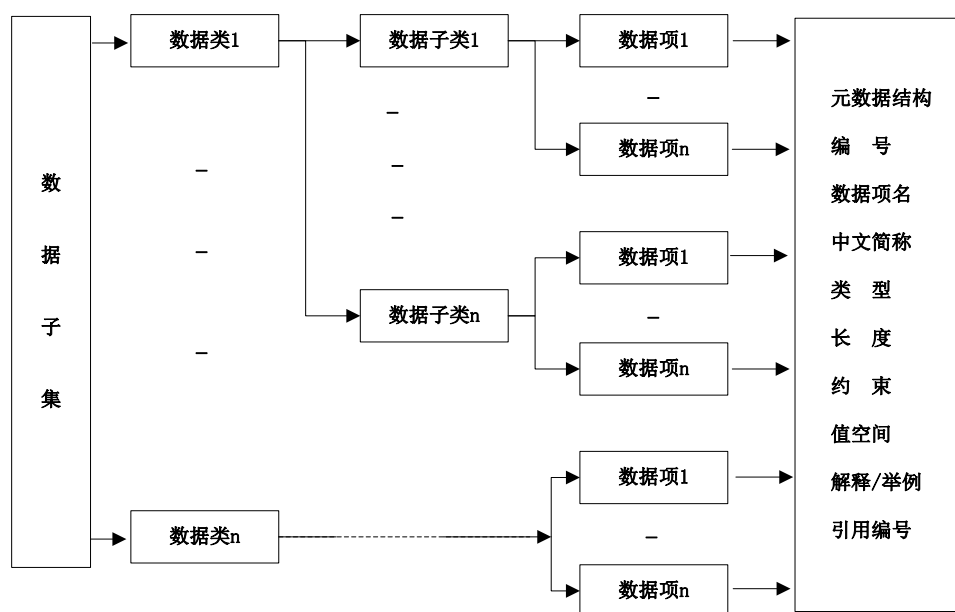 数据子集
数据类1
数据子类1
数据项1
数据项n
数据子类n
数据项1
数据项n
数据类n
数据项1
数据项n
元数据结构
编 号
数据项名
中文简称
类 型
长 度
约 束
值空间
解释/举例
引用编号